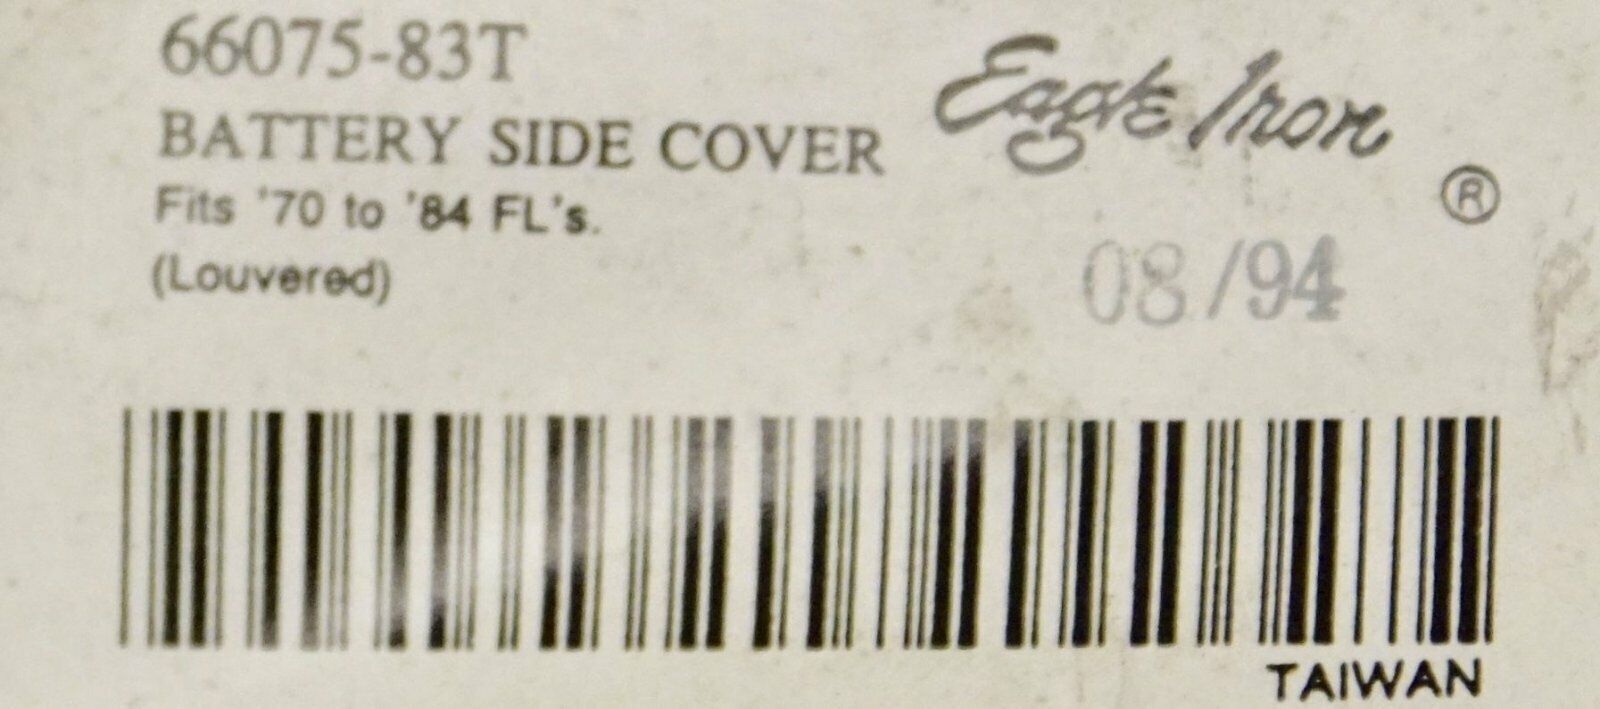 66075-83T
BATTERY SIDE COVER
Fits '70 to '84 FL's.
(Louvered)
Eagle Iron
®
08/94
TAIWAN